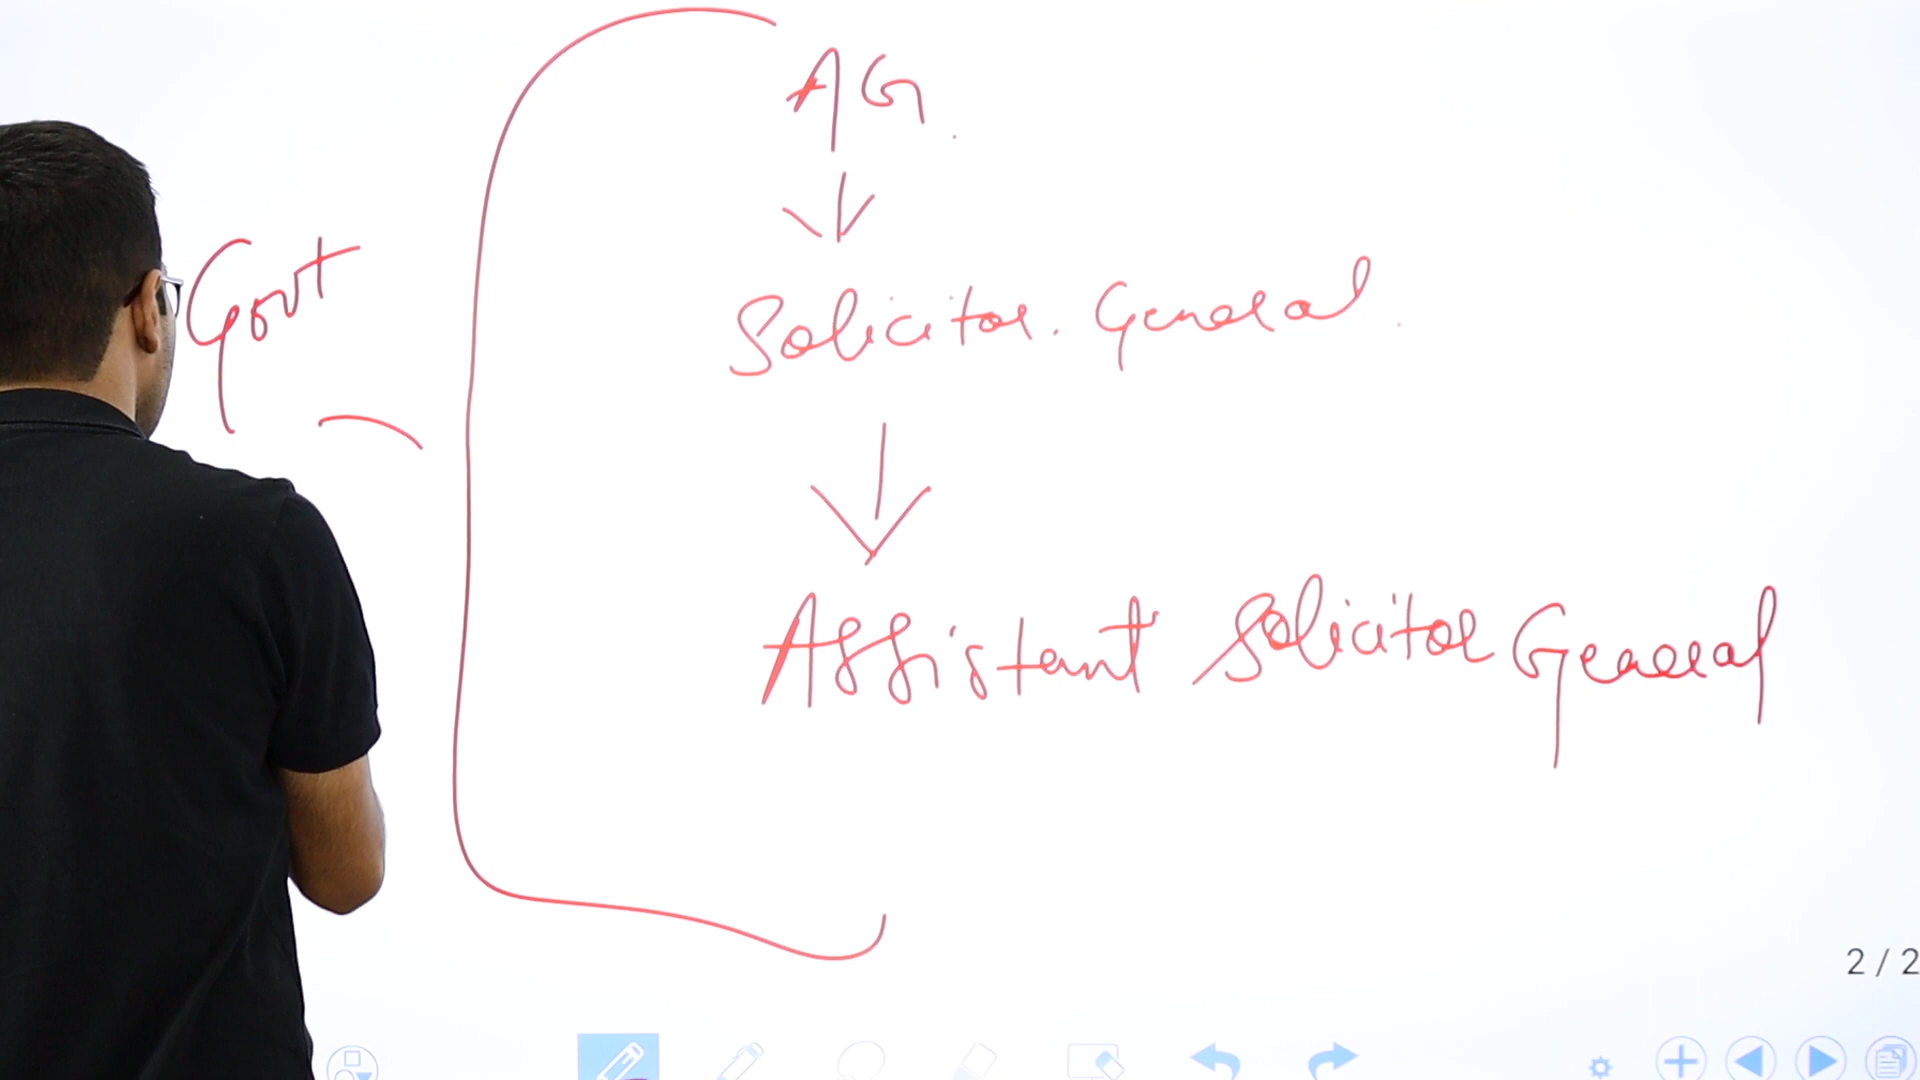 AG
Govt
Solicitor. General
Assistant Solicitor General
2 / 2